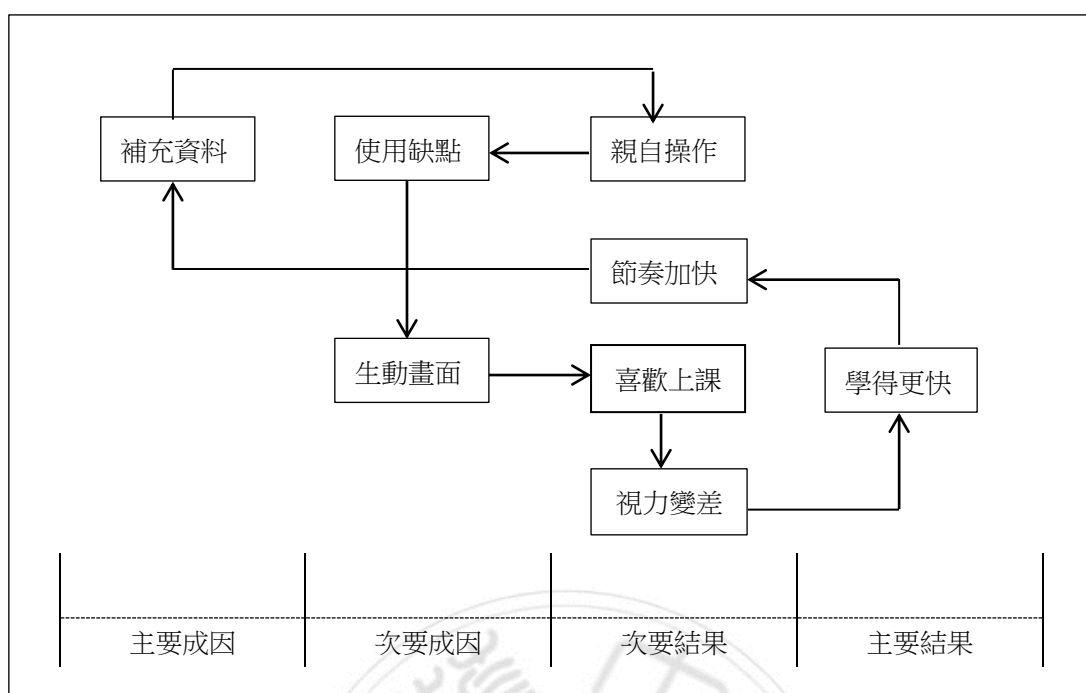 補充資料
使用缺點
親自操作
節奏加快
生動畫面
喜歡上課
學得更快
視力變差
主要成因
次要成因
次要結果
主要結果